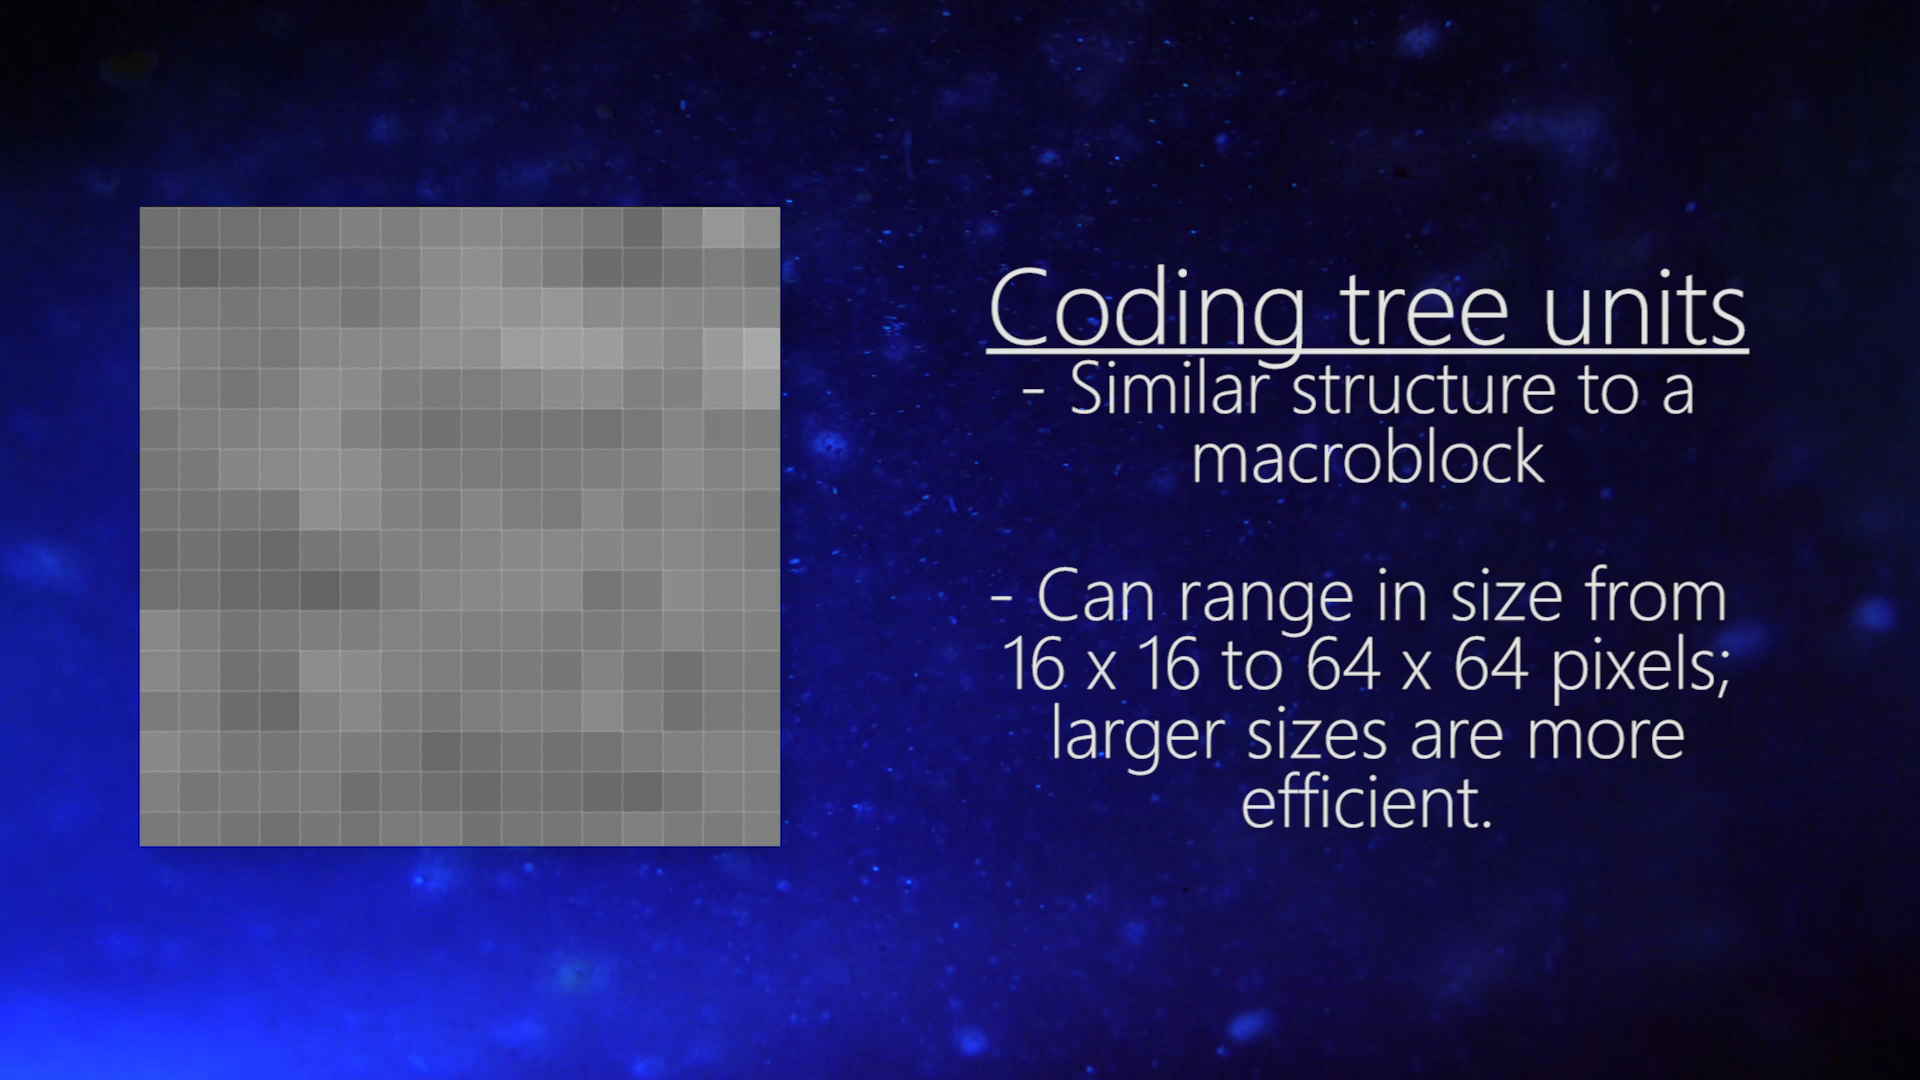 Coding tree units
- Similar structure to a
macroblock
- Can range in size from
16 x 16 to 64 x 64 pixels;
larger sizes are more
efficient.